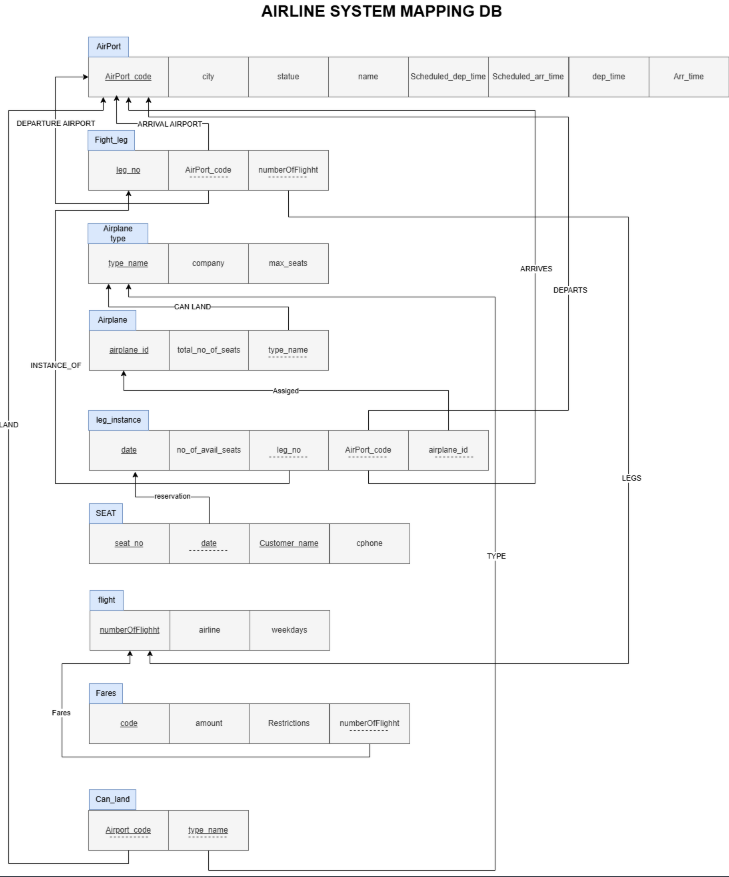 AIRLINE SYSTEM MAPPING DB
AirPort
AirPort_code city statue name Scheduled_dep_time Scheduled_arr_time dep_time Arr_time
DEPARTURE AIRPORT
ARRIVAL AIRPORT
Fight_leg
leg_no AirPort_code numberOfFlighht
Airplane
type
type_name company max_seats
ARRIVES
DEPARTS
CAN LAND
Airplane
airplane_id total_no_of_seats type_name
INSTANCE_OF
Assiged
leg_instance
LAND
date no_of_avail_seats leg_no AirPort_code airplane_id
LEGS
reservation
SEAT
seat_no date Customer_name cphone
TYPE
flight
numberOfFlighht airline weekdays
Fares
Fares
code amount Restrictions numberOfFlighht
Can_land
Airport_code type_name